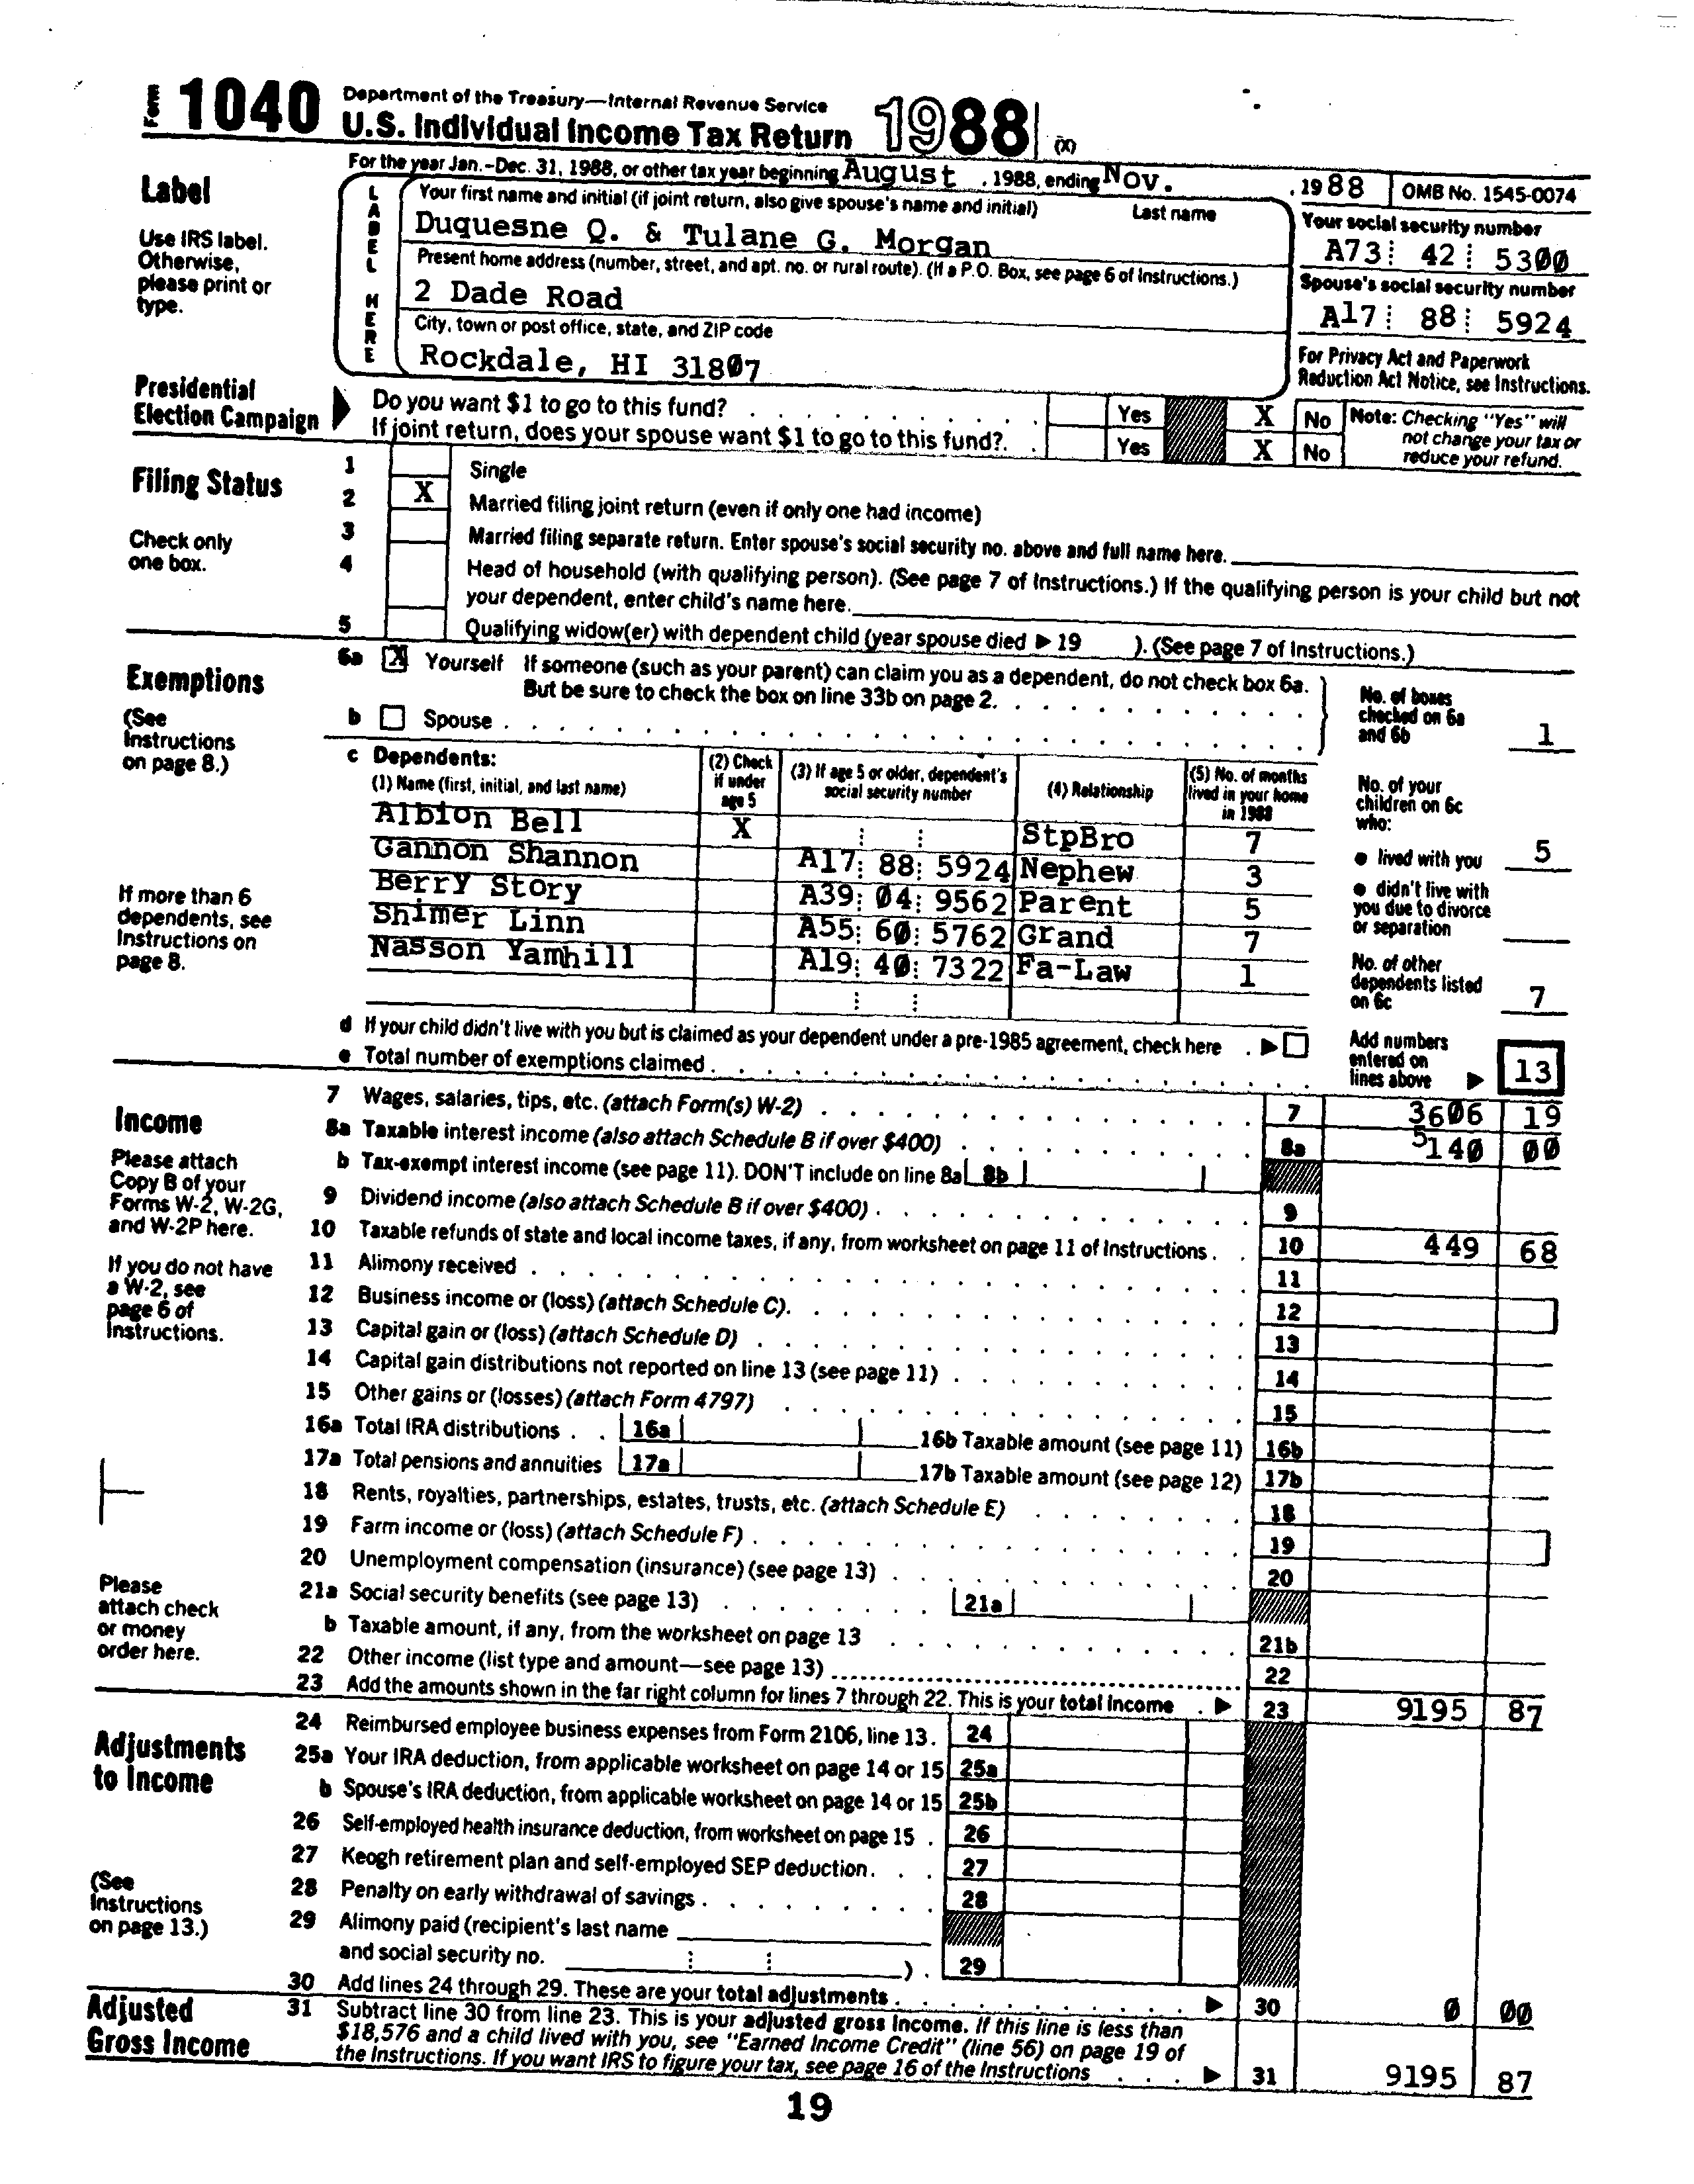 Form 1040 Department of the Treasury—Internal Revenue Service
U.S. Individual Income Tax Return 1988 (X)
For the year Jan.-Dec. 31, 1988, or other tax year beginning August , 1988, ending Nov. , 1988 OMB No. 1545-0074
Label
Use IRS label.
Otherwise,
please print or
type.
LABEL HERE
Your first name and initial (if joint return, also give spouse's name and initial) Last name
Duquesne Q. & Tulane G. Morgan
Your social security number
A73 42 5300
Present home address (number, street, and apt. no. or rural route). (If a P.O. Box, see page 6 of Instructions.)
2 Dade Road
Spouse's social security number
A17 88 5924
City, town or post office, state, and ZIP code
Rockdale, HI 31807
For Privacy Act and Paperwork
Reduction Act Notice, see Instructions.
Presidential
Election Campaign
Do you want $1 to go to this fund? Yes X No
If joint return, does your spouse want $1 to go to this fund? Yes X No
Note: Checking "Yes" will
not change your tax or
reduce your refund.
Filing Status
Check only
one box.
1 Single
2 X Married filing joint return (even if only one had income)
3 Married filing separate return. Enter spouse's social security no. above and full name here.
4 Head of household (with qualifying person). (See page 7 of Instructions.) If the qualifying person is your child but not
your dependent, enter child's name here.
5 Qualifying widow(er) with dependent child (year spouse died ▶ 19 ). (See page 7 of Instructions.)
Exemptions
(See
Instructions
on page 8.)
6a X Yourself If someone (such as your parent) can claim you as a dependent, do not check box 6a.
But be sure to check the box on line 33b on page 2.
b Spouse
No. of boxes
checked on 6a
and 6b 1
c Dependents:
(1) Name (first, initial, and last name)
(2) Check
if under
age 5
(3) If age 5 or older, dependent's
social security number
(4) Relationship
(5) No. of months
lived in your home
in 1988
Albion Bell X StpBro 7
Gannon Shannon A17 88 5924 Nephew 3
Berry Story A39 04 9562 Parent 5
Shimer Linn A55 60 5762 Grand 7
Nasson Yamhill A19 40 7322 Fa-Law 1
If more than 6
dependents, see
Instructions on
page 8.
No. of your
children on 6c
who:
● lived with you 5
● didn't live with
you due to divorce
or separation
No. of other
dependents listed
on 6c 7
d If your child didn't live with you but is claimed as your dependent under a pre-1985 agreement, check here ▶
e Total number of exemptions claimed
Add numbers
entered on
lines above ▶ 13
Income
Please attach
Copy B of your
Forms W-2, W-2G,
and W-2P here.
If you do not have
a W-2, see
page 6 of
Instructions.
Please
attach check
or money
order here.
7 Wages, salaries, tips, etc. (attach Form(s) W-2) 7 3606 19
8a Taxable interest income (also attach Schedule B if over $400) 8a 5140 00
b Tax-exempt interest income (see page 11). DON'T include on line 8a 8b
9 Dividend income (also attach Schedule B if over $400) 9
10 Taxable refunds of state and local income taxes, if any, from worksheet on page 11 of Instructions 10 449 68
11 Alimony received 11
12 Business income or (loss) (attach Schedule C) 12
13 Capital gain or (loss) (attach Schedule D) 13
14 Capital gain distributions not reported on line 13 (see page 11) 14
15 Other gains or (losses) (attach Form 4797) 15
16a Total IRA distributions 16a 16b Taxable amount (see page 11) 16b
17a Total pensions and annuities 17a 17b Taxable amount (see page 12) 17b
18 Rents, royalties, partnerships, estates, trusts, etc. (attach Schedule E) 18
19 Farm income or (loss) (attach Schedule F) 19
20 Unemployment compensation (insurance) (see page 13) 20
21a Social security benefits (see page 13) 21a
b Taxable amount, if any, from the worksheet on page 13 21b
22 Other income (list type and amount—see page 13) 22
23 Add the amounts shown in the far right column for lines 7 through 22. This is your total income ▶ 23 9195 87
Adjustments
to Income
(See
Instructions
on page 13.)
24 Reimbursed employee business expenses from Form 2106, line 13. 24
25a Your IRA deduction, from applicable worksheet on page 14 or 15 25a
b Spouse's IRA deduction, from applicable worksheet on page 14 or 15 25b
26 Self-employed health insurance deduction, from worksheet on page 15 26
27 Keogh retirement plan and self-employed SEP deduction 27
28 Penalty on early withdrawal of savings 28
29 Alimony paid (recipient's last name
and social security no. ) 29
30 Add lines 24 through 29. These are your total adjustments ▶ 30 0 00
Adjusted
Gross Income
31 Subtract line 30 from line 23. This is your adjusted gross income. If this line is less than
$18,576 and a child lived with you, see "Earned Income Credit" (line 56) on page 19 of
the Instructions. If you want IRS to figure your tax, see page 16 of the Instructions ▶ 31 9195 87
19